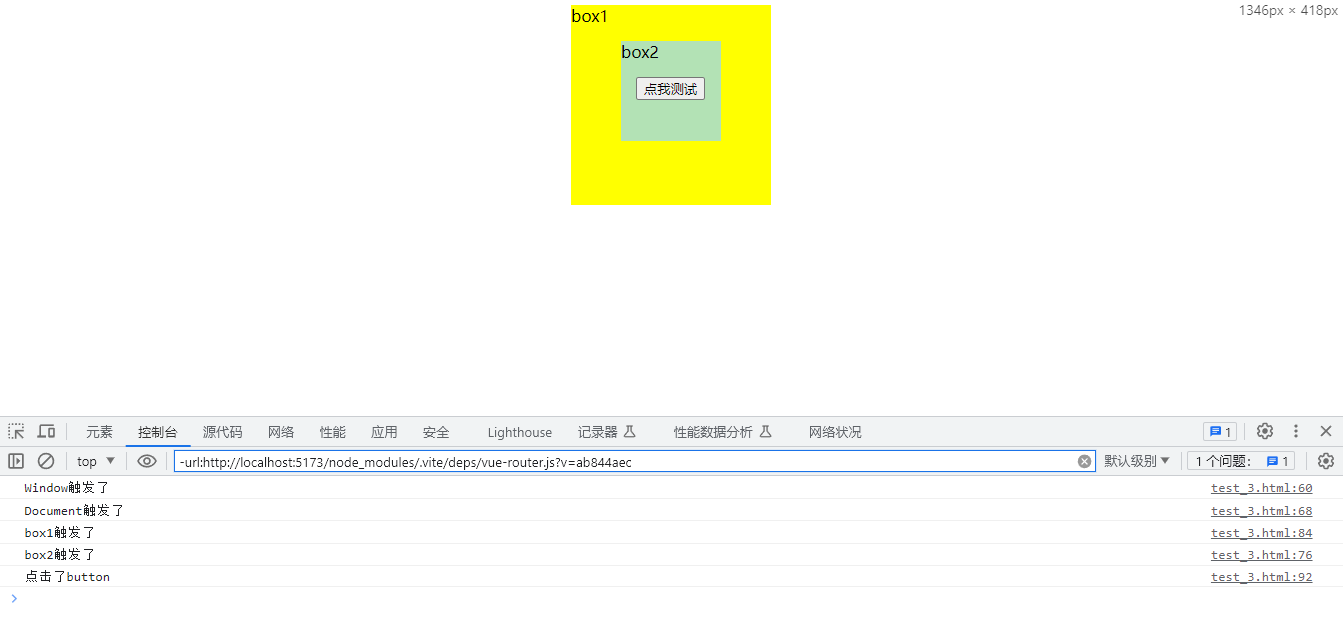 1346px × 418px
box1
box2
点我测试
元素 控制台 源代码 网络 性能 应用 安全 Lighthouse 记录器 性能数据分析 网络状况 1
top -url:http://localhost:5173/node_modules/.vite/deps/vue-router.js?v=ab844aec 默认级别 1 个问题: 1
Window触发了 test_3.html:60
Document触发了 test_3.html:68
box1触发了 test_3.html:84
box2触发了 test_3.html:76
点击了button test_3.html:92